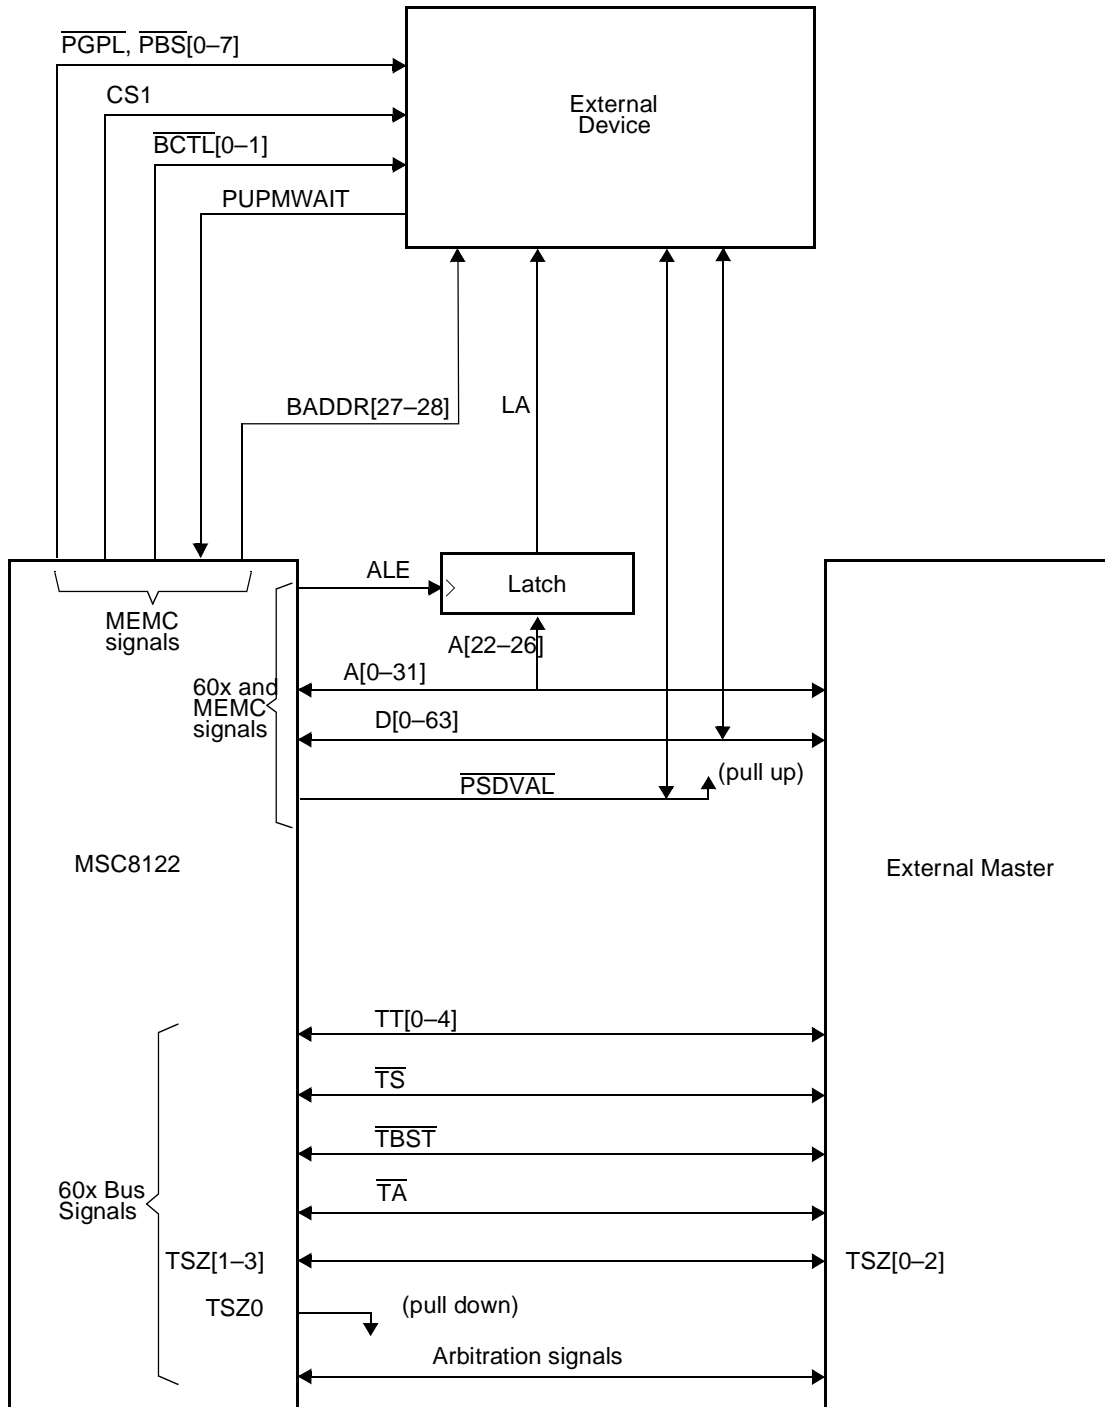 PGPL, PBS[0–7]
CS1
External
Device
BCTL[0–1]
PUPMWAIT
BADDR[27–28]
LA
ALE
Latch
MEMC
signals
A[22–26]
A[0–31]
60x and
MEMC
signals
D[0–63]
(pull up)
PSDVAL
MSC8122
External Master
TT[0–4]
TS
TBST
60x Bus
Signals
TA
TSZ[1–3]
TSZ[0–2]
TSZ0
(pull down)
Arbitration signals